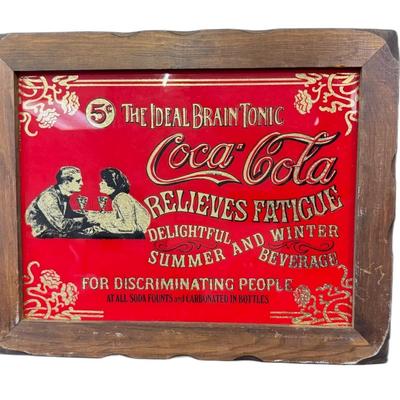 5¢ THE IDEAL BRAIN TONIC
Coca-Cola
RELIEVES FATIGUE
DELIGHTFUL
SUMMER AND WINTER
BEVERAGE
FOR DISCRIMINATING PEOPLE
AT ALL SODA FOUNTS and CARBONATED IN BOTTLES